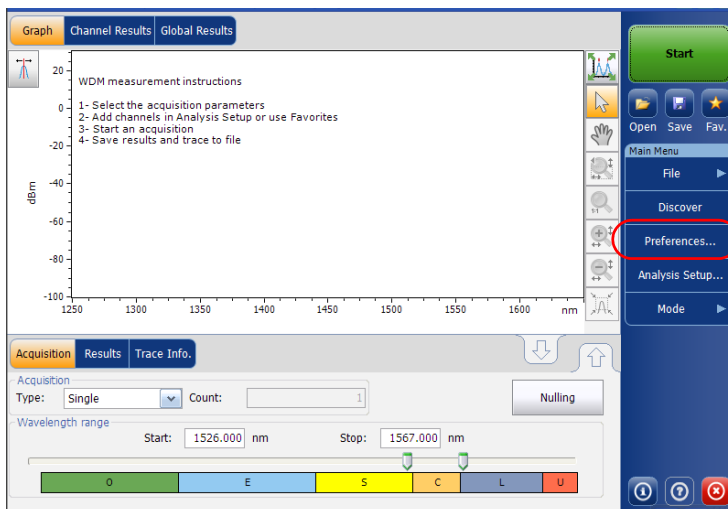 Graph Channel Results Global Results
WDM measurement instructions
1- Select the acquisition parameters
2- Add channels in Analysis Setup or use Favorites
3- Start an acquisition
4- Save results and trace to file
dBm
20
0
-20
-40
-60
-80
-100
1250 1300 1350 1400 1450 1500 1550 1600 nm
1:1
Start
Open Save Fav.
Main Menu
File
Discover
Preferences...
Analysis Setup...
Mode
Acquisition Results Trace Info.
Acquisition
Type: Single Count: 1
Nulling
Wavelength range
Start: 1526.000 nm Stop: 1567.000 nm
O E S C L U